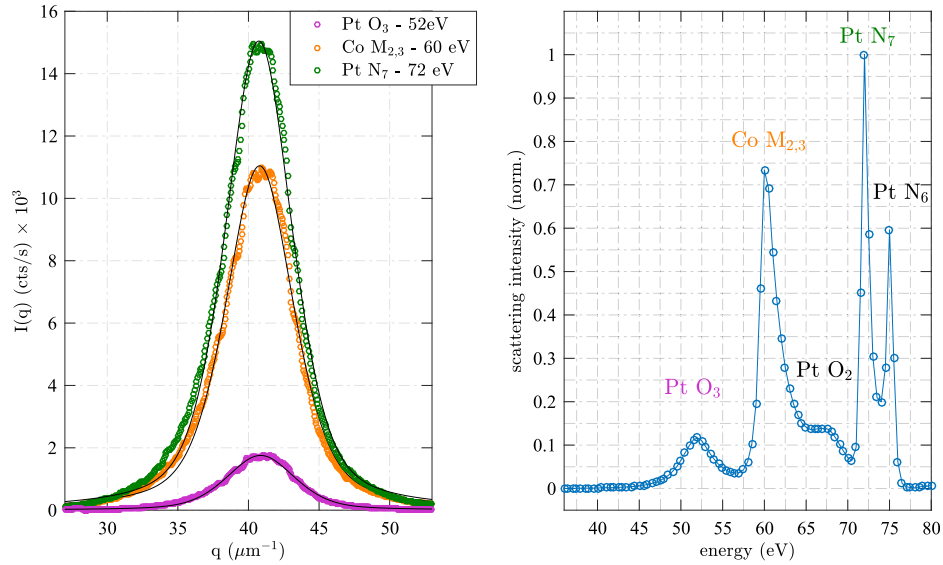 Pt O₃ - 52eV
Co M₂,₃ - 60 eV
Pt N₇ - 72 eV
16
14
12
10
8
6
4
2
0
I(q) (cts/s) × 10³
30
35
40
45
50
q (μm⁻¹)
Pt N₇
Co M₂,₃
Pt N₆
Pt O₂
Pt O₃
1
0.9
0.8
0.7
0.6
0.5
0.4
0.3
0.2
0.1
0
scattering intensity (norm.)
40
45
50
55
60
65
70
75
80
energy (eV)